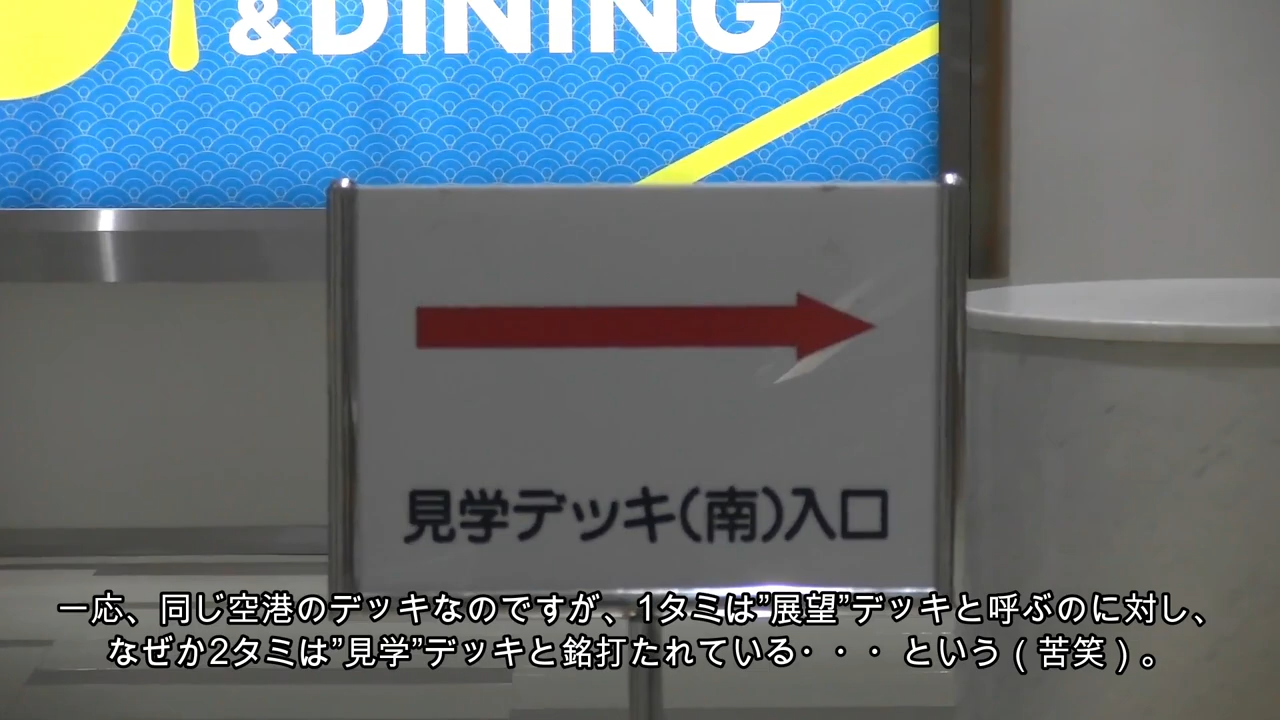 &DINING
見学デッキ(南)入口
一応、同じ空港のデッキなのですが、1タミは”展望”デッキと呼ぶのに対し、
なぜか2タミは”見学”デッキと銘打たれている・・・という(苦笑)。